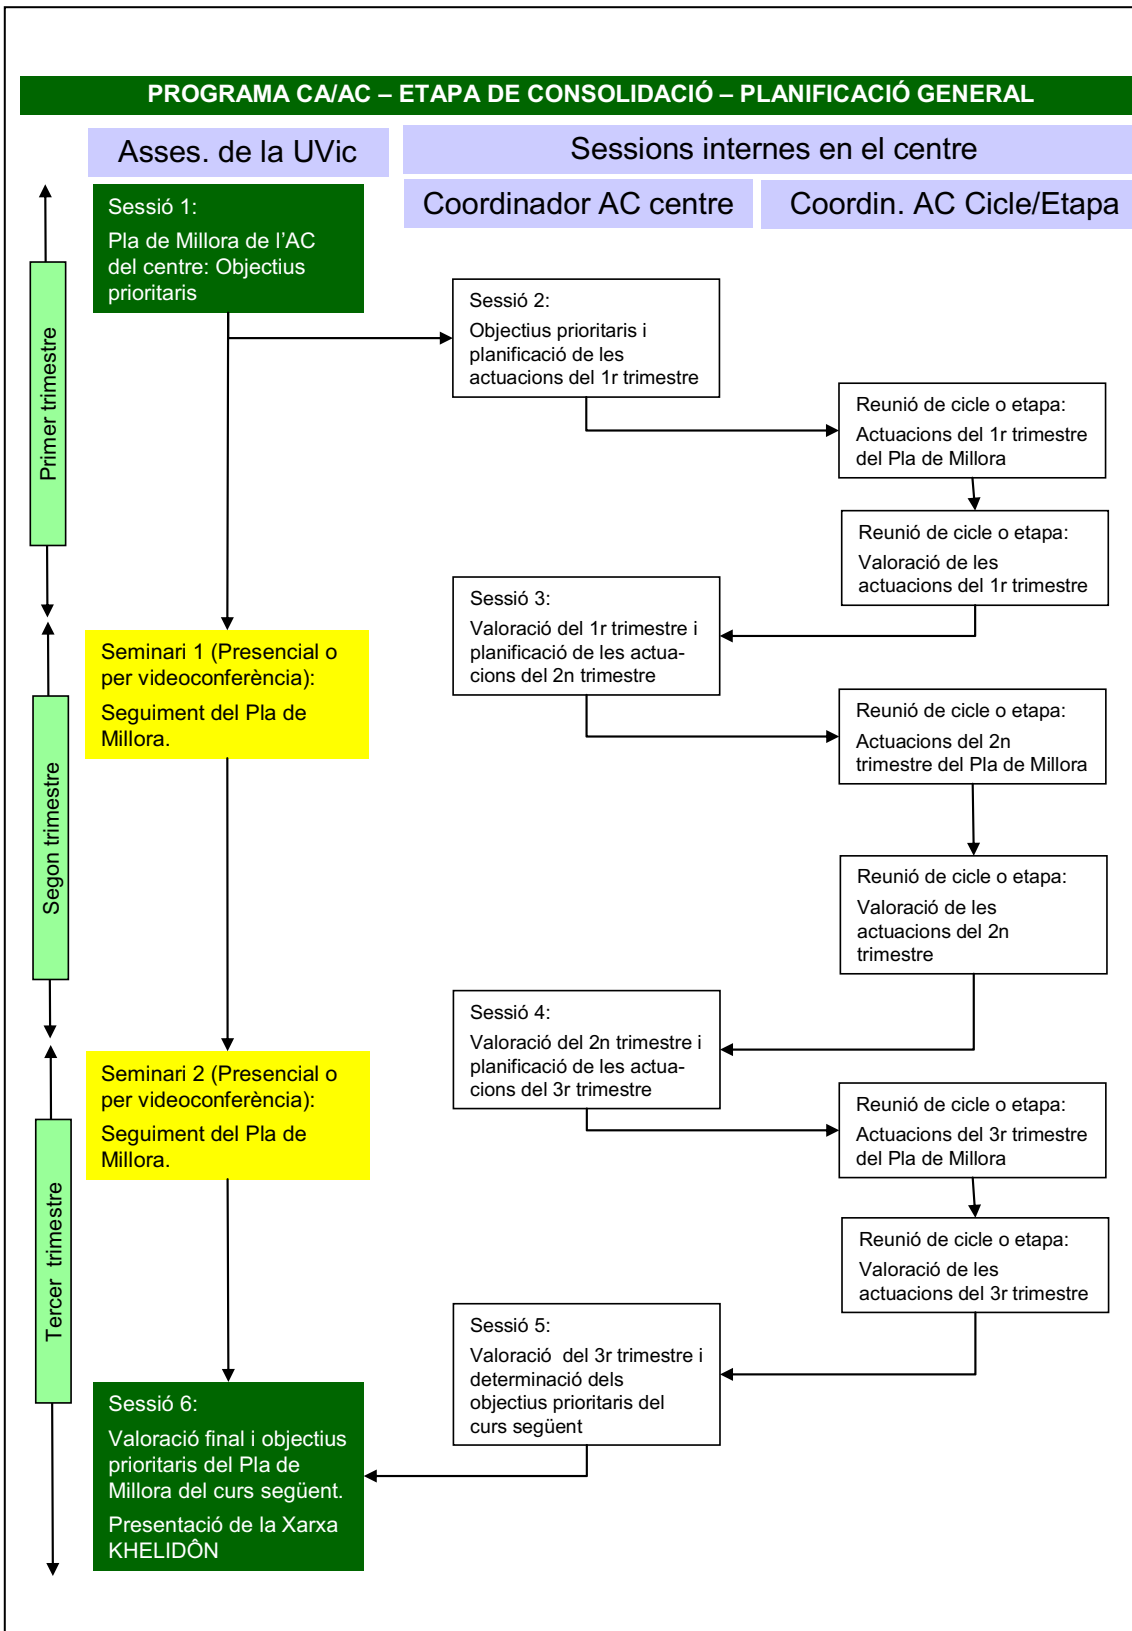 PROGRAMA CA/AC – ETAPA DE CONSOLIDACIÓ – PLANIFICACIÓ GENERAL
Asses. de la UVic
Sessions internes en el centre
Coordinador AC centre
Coordin. AC Cicle/Etapa
Primer trimestre
Sessió 1:
Pla de Millora de l’AC
del centre: Objectius
prioritaris
Sessió 2:
Objectius prioritaris i
planificació de les
actuacions del 1r trimestre
Reunió de cicle o etapa:
Actuacions del 1r trimestre
del Pla de Millora
Reunió de cicle o etapa:
Valoració de les
actuacions del 1r trimestre
Sessió 3:
Valoració del 1r trimestre i
planificació de les actua-
cions del 2n trimestre
Segon trimestre
Seminari 1 (Presencial o
per videoconferència):
Seguiment del Pla de
Millora.
Reunió de cicle o etapa:
Actuacions del 2n
trimestre del Pla de Millora
Reunió de cicle o etapa:
Valoració de les
actuacions del 2n
trimestre
Sessió 4:
Valoració del 2n trimestre i
planificació de les actua-
cions del 3r trimestre
Tercer trimestre
Seminari 2 (Presencial o
per videoconferència):
Seguiment del Pla de
Millora.
Reunió de cicle o etapa:
Actuacions del 3r trimestre
del Pla de Millora
Reunió de cicle o etapa:
Valoració de les
actuacions del 3r trimestre
Sessió 5:
Valoració del 3r trimestre i
determinació dels
objectius prioritaris del
curs següent
Sessió 6:
Valoració final i objectius
prioritaris del Pla de
Millora del curs següent.
Presentació de la Xarxa
KHELIDÔN